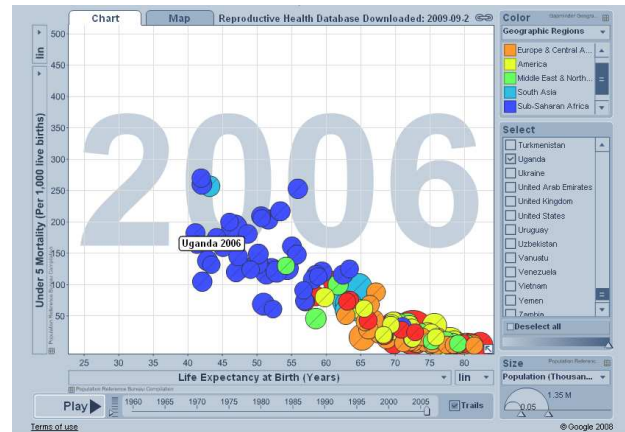 Chart
Map
Reproductive Health Database Downloaded: 2009-09-2
Color
Geographic Regions
Europe & Central A...
America
Middle East & North...
South Asia
Sub-Saharan Africa
Select
Turkmenistan
Uganda
Ukraine
United Arab Emirates
United Kingdom
United States
Uruguay
Uzbekistan
Vanuatu
Venezuela
Vietnam
Yemen
Zambia
Deselect all
Size
Population (Thousan...
1.35 M
0.05
lin
Under 5 Mortality (Per 1,000 live births)
500
450
400
350
300
250
200
150
100
50
2006
Uganda 2006
Population Reference Bureau Compilation
25 30 35 40 45 50 55 60 65 70 75 80
Life Expectancy at Birth (Years)
lin
Population Reference Bureau Compilation
Play
1960 1965 1970 1975 1980 1985 1990 1995 2000 2005
Trails
Terms of use
© Google 2008